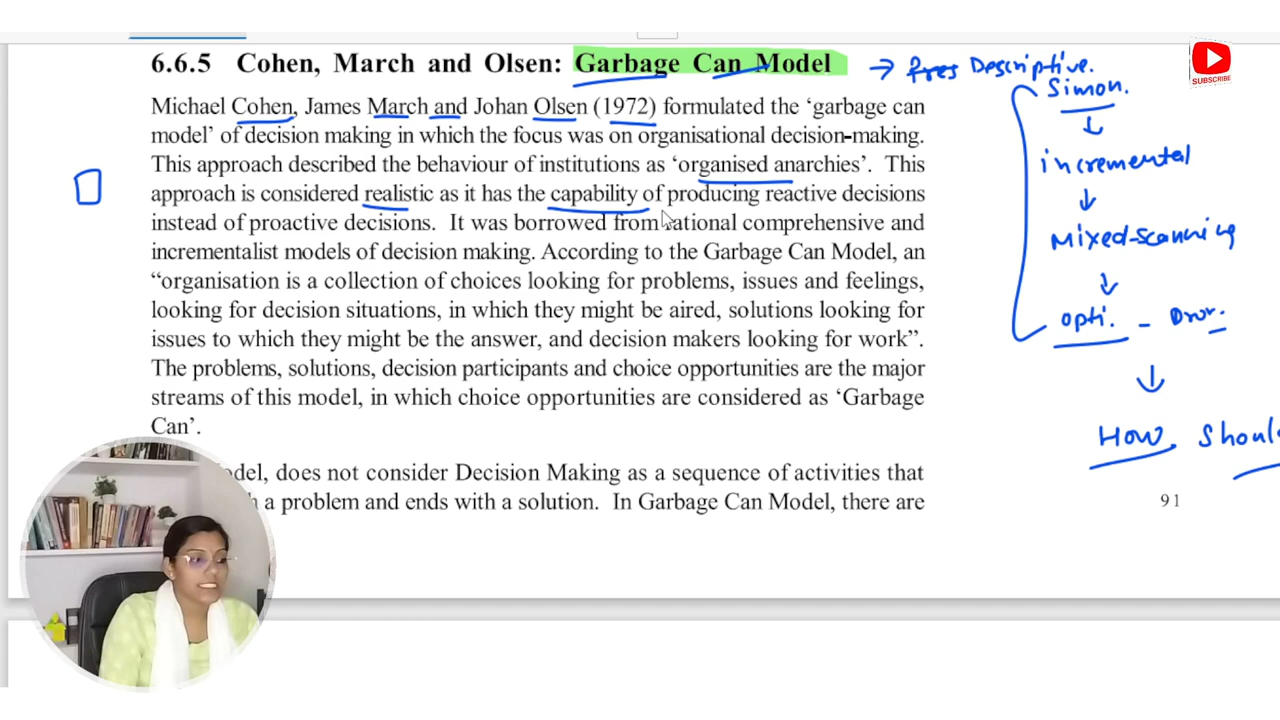 6.6.5 Cohen, March and Olsen: Garbage Can Model
→ Descriptive.
SUBSCRIBE
Michael Cohen, James March and Johan Olsen (1972) formulated the ‘garbage can
model’ of decision making in which the focus was on organisational decision-making.
This approach described the behaviour of institutions as ‘organised anarchies’. This
approach is considered realistic as it has the capability of producing reactive decisions
instead of proactive decisions. It was borrowed from rational comprehensive and
incrementalist models of decision making. According to the Garbage Can Model, an
“organisation is a collection of choices looking for problems, issues and feelings,
looking for decision situations, in which they might be aired, solutions looking for
issues to which they might be the answer, and decision makers looking for work”.
The problems, solutions, decision participants and choice opportunities are the major
streams of this model, in which choice opportunities are considered as ‘Garbage
Can’.
odel, does not consider Decision Making as a sequence of activities that
a problem and ends with a solution. In Garbage Can Model, there are
91
Simon.
↓
incremental
↓
Mixed-scanning
↓
opti. - Dror.
↓
How Should